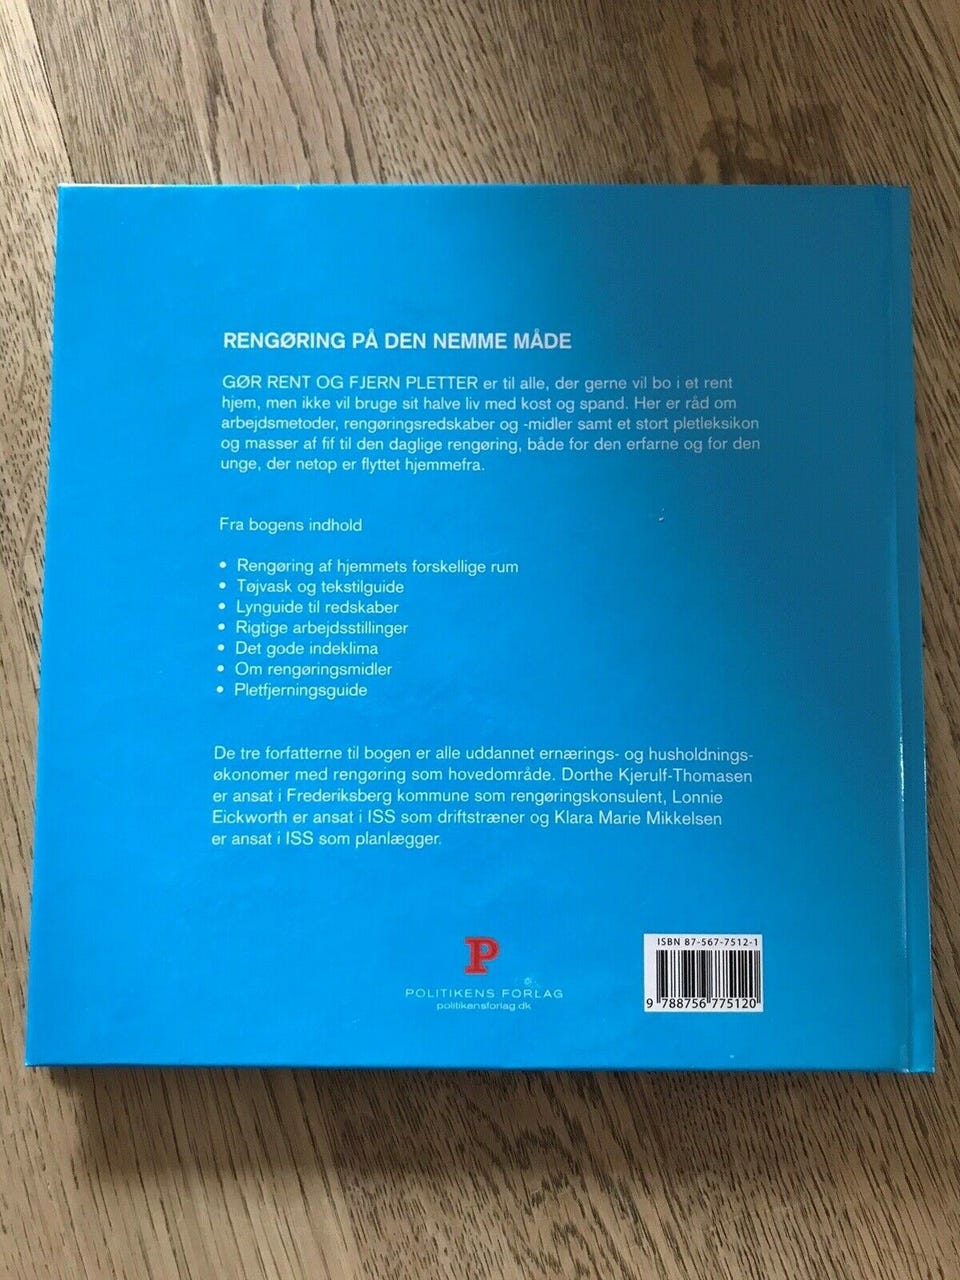 RENGØRING PÅ DEN NEMME MÅDE
GØR RENT OG FJERN PLETTER er til alle, der gerne vil bo i et rent
hjem, men ikke vil bruge sit halve liv med kost og spand. Her er råd om
arbejdsmetoder, rengøringsredskaber og -midler samt et stort pletleksikon
og masser af fif til den daglige rengøring, både for den erfarne og for den
unge, der netop er flyttet hjemmefra.
Fra bogens indhold
• Rengøring af hjemmets forskellige rum
• Tøjvask og tekstilguide
• Lynguide til redskaber
• Rigtige arbejdsstillinger
• Det gode indeklima
• Om rengøringsmidler
• Pletfjerningsguide
De tre forfatterne til bogen er alle uddannet ernærings- og husholdnings-
økonomer med rengøring som hovedområde. Dorthe Kjerulf-Thomasen
er ansat i Frederiksberg kommune som rengøringskonsulent, Lonnie
Eickworth er ansat i ISS som driftstræner og Klara Marie Mikkelsen
er ansat i ISS som planlægger.
P
POLITIKENS FORLAG
politikensforlag.dk
ISBN 87-567-7512-1
9 788756 775120